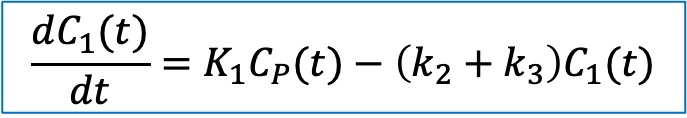 dC₁(t)/dt = K₁C_P(t) − (k₂ + k₃)C₁(t)